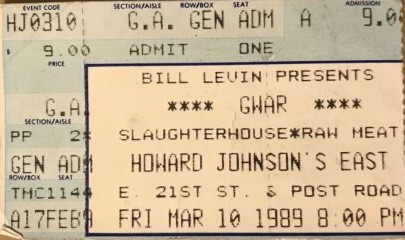 EVENT CODE SECTION/AISLE ROW/BOX SEAT ADMISSION
HJ0310 G.A. GEN ADM A 9.00
$ 9.00 ADMIT ONE
PRICE
BILL LEVIN PRESENTS
G.A. **** GWAR ****
SECTION/AISLE
PP 2* SLAUGHTERHOUSE*RAW MEAT
GEN ADM HOWARD JOHNSON'S EAST
ROW/BOX SEAT
TMC1144 E. 21ST ST. & POST ROAD
A17FEB9 FRI MAR 10 1989 8:00 PM